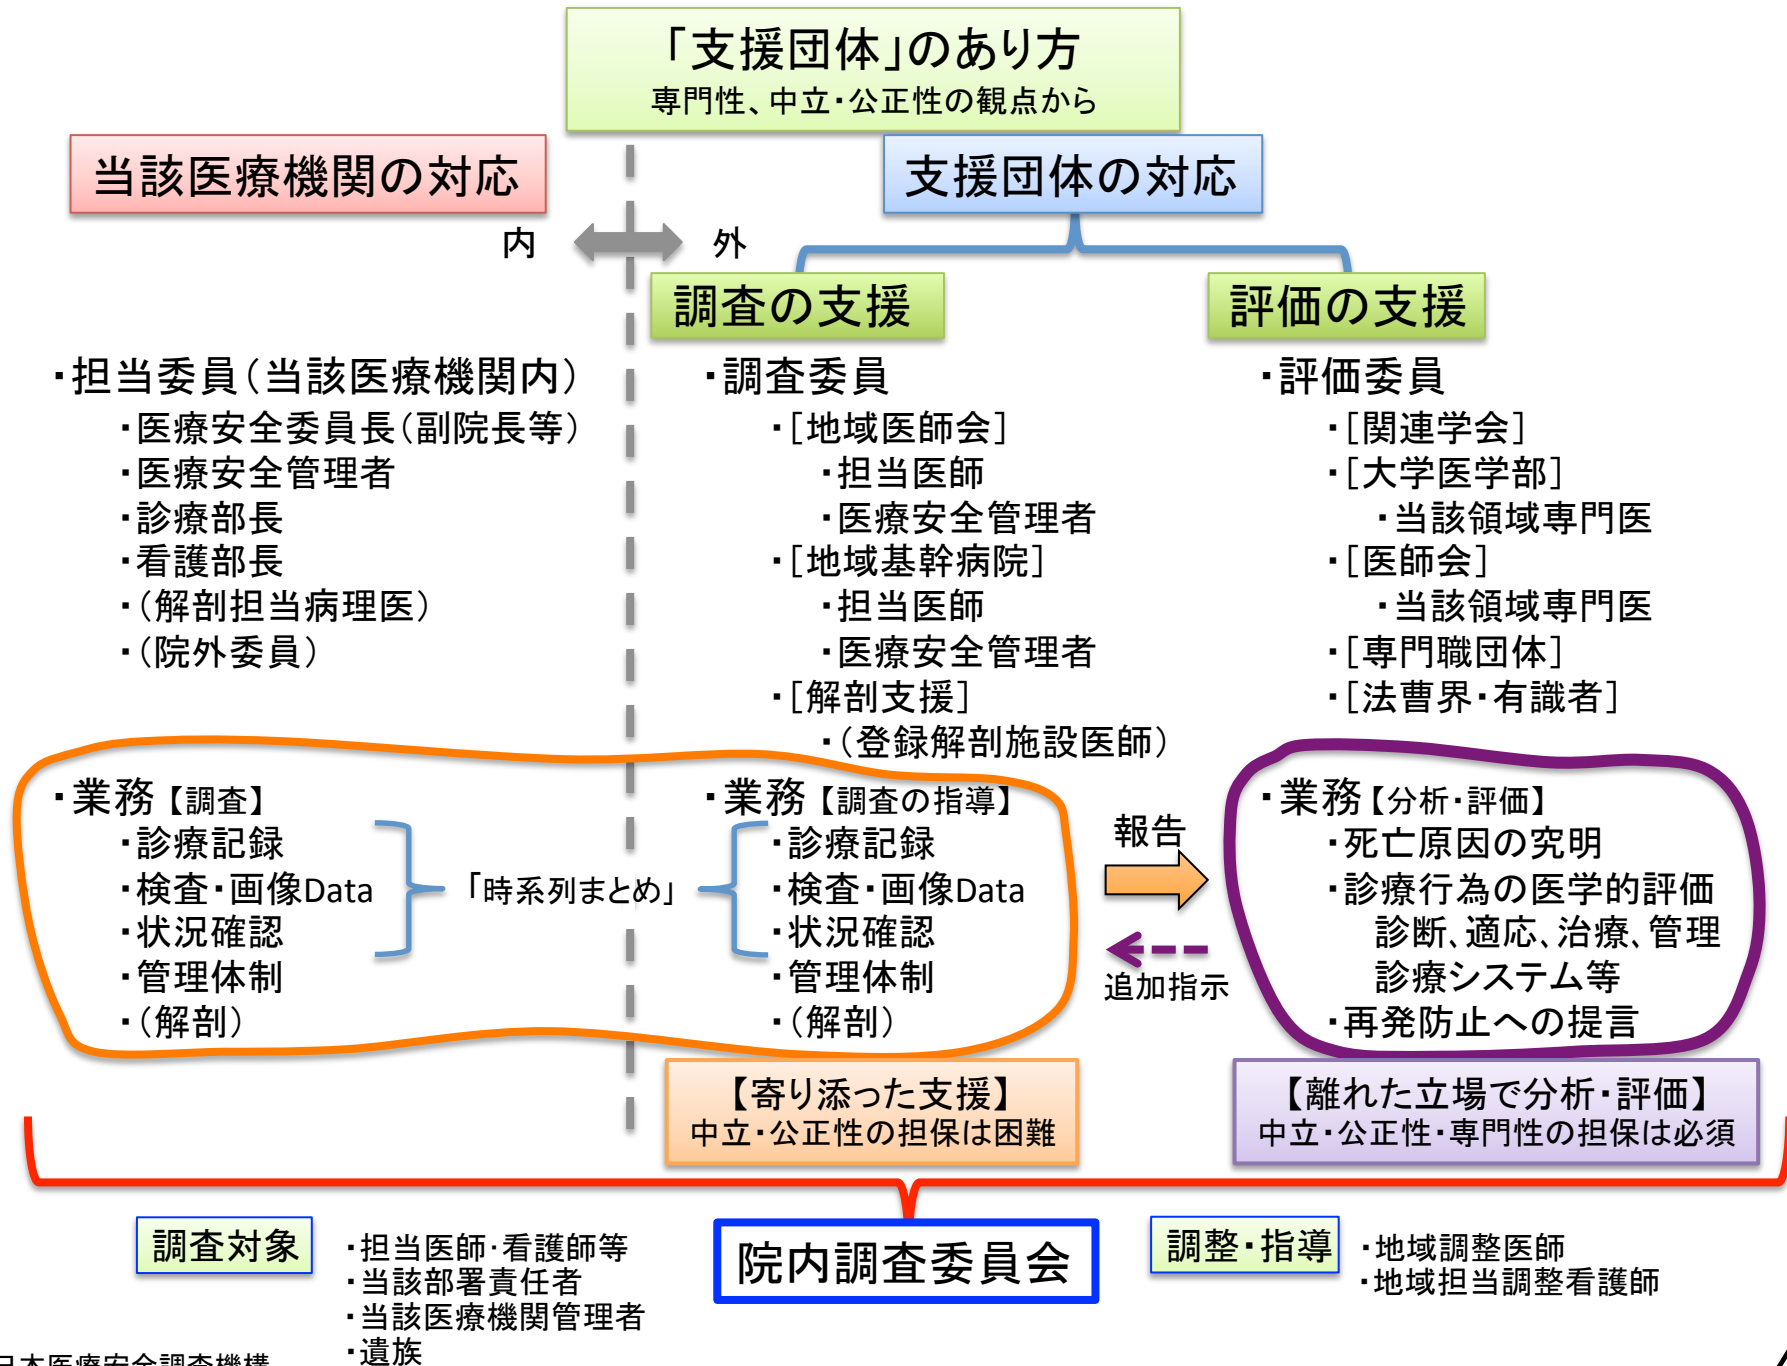 「支援団体」のあり方
専門性、中立・公正性の観点から
当該医療機関の対応
支援団体の対応
内
外
調査の支援
評価の支援
・担当委員(当該医療機関内)
・医療安全委員長(副院長等)
・医療安全管理者
・診療部長
・看護部長
・(解剖担当病理医)
・(院外委員)
・調査委員
・[地域医師会]
・担当医師
・医療安全管理者
・[地域基幹病院]
・担当医師
・医療安全管理者
・[解剖支援]
・(登録解剖施設医師)
・評価委員
・[関連学会]
・[大学医学部]
・当該領域専門医
・[医師会]
・当該領域専門医
・[専門職団体]
・[法曹界・有識者]
・業務【調査】
・診療記録
・検査・画像Data
・状況確認
・管理体制
・(解剖)
「時系列まとめ」
・業務【調査の指導】
・診療記録
・検査・画像Data
・状況確認
・管理体制
・(解剖)
報告
追加指示
・業務【分析・評価】
・死亡原因の究明
・診療行為の医学的評価
診断、適応、治療、管理
診療システム等
・再発防止への提言
【寄り添った支援】
中立・公正性の担保は困難
【離れた立場で分析・評価】
中立・公正性・専門性の担保は必須
調査対象
・担当医師・看護師等
・当該部署責任者
・当該医療機関管理者
・遺族
院内調査委員会
調整・指導
・地域調整医師
・地域担当調整看護師
日本医療安全調査機構